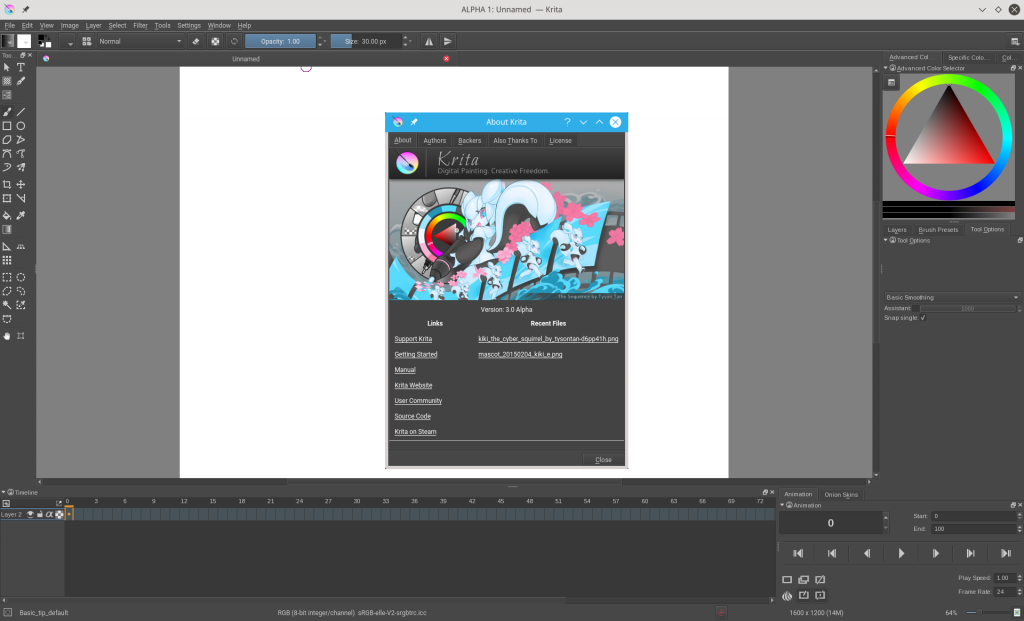 ALPHA 1: Unnamed — Krita
File Edit View Image Layer Select Filter Tools Settings Window Help
Normal Opacity: 1.00 Size: 30.00 px
Too...
Unnamed
Advanced Col... Specific Colo... Col...
Advanced Color Selector
About Krita
About Authors Backers Also Thanks To License
Krita
Digital Painting. Creative Freedom.
The Sequence by Tyson Tan
Version: 3.0 Alpha
Links Recent Files
Support Krita kiki_the_cyber_squirrel_by_tysontan-d6pp41h.png
Getting Started mascot_20150204_kiki_e.png
Manual
Krita Website
User Community
Source Code
Krita on Steam
Close
Layers Brush Presets Tool Options
Tool Options
Basic Smoothing
Assistant: 1000
Snap single: ✓
Timeline
0 3 6 9 12 15 18 21 24 27 30 33 36 39 42 45 48 51 54 57 60 63 66 69 72
Layer 2
Animation Onion Skins
Animation
0
Start: 0
End: 100
Play Speed: 1.00
Frame Rate: 24
Basic_tip_default RGB (8-bit integer/channel) sRGB-elle-V2-srgbtrc.icc 1600 x 1200 (14M) 64%